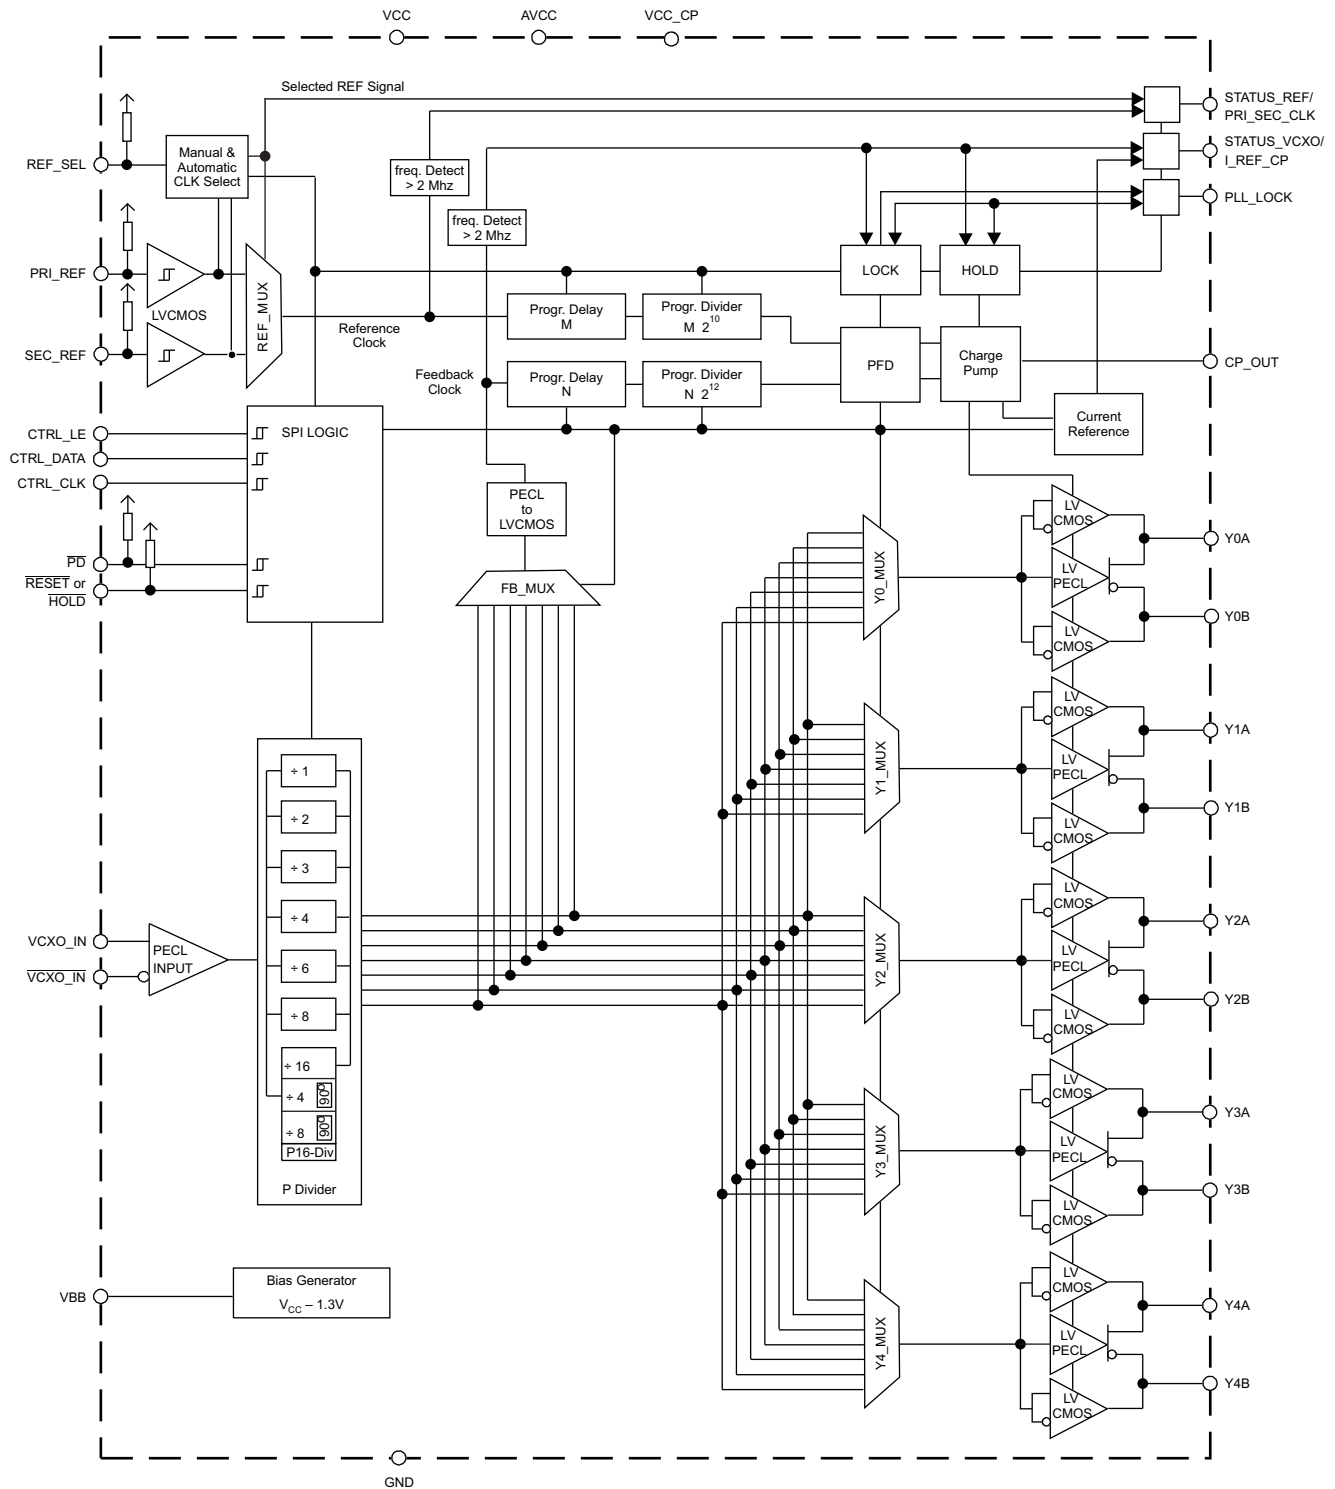 VCC
AVCC
VCC_CP
Selected REF Signal
STATUS_REF/
PRI_SEC_CLK
REF_SEL
Manual &
Automatic
CLK Select
freq. Detect
> 2 Mhz
STATUS_VCXO/
I_REF_CP
PLL_LOCK
freq. Detect
> 2 Mhz
PRI_REF
LVCMOS
REF_MUX
LOCK
HOLD
Reference
Clock
Progr. Delay
M
Progr. Divider
M 2^10
SEC_REF
PFD
Charge
Pump
CP_OUT
Feedback
Clock
Progr. Delay
N
Progr. Divider
N 2^12
Current
Reference
CTRL_LE
CTRL_DATA
CTRL_CLK
SPI LOGIC
PECL
to
LVCMOS
PD
RESET or
HOLD
FB_MUX
Y0_MUX
LV
CMOS
LV
PECL
LV
CMOS
Y0A
Y0B
Y1_MUX
LV
CMOS
LV
PECL
LV
CMOS
Y1A
Y1B
÷ 1
÷ 2
÷ 3
÷ 4
÷ 6
÷ 8
÷ 16
÷ 4
90g
÷ 8
90g
P16-Div
P Divider
VCXO_IN
VCXO_IN
PECL
INPUT
Y2_MUX
LV
CMOS
LV
PECL
LV
CMOS
Y2A
Y2B
Y3_MUX
LV
CMOS
LV
PECL
LV
CMOS
Y3A
Y3B
VBB
Bias Generator
VCC – 1.3V
Y4_MUX
LV
CMOS
LV
PECL
LV
CMOS
Y4A
Y4B
GND